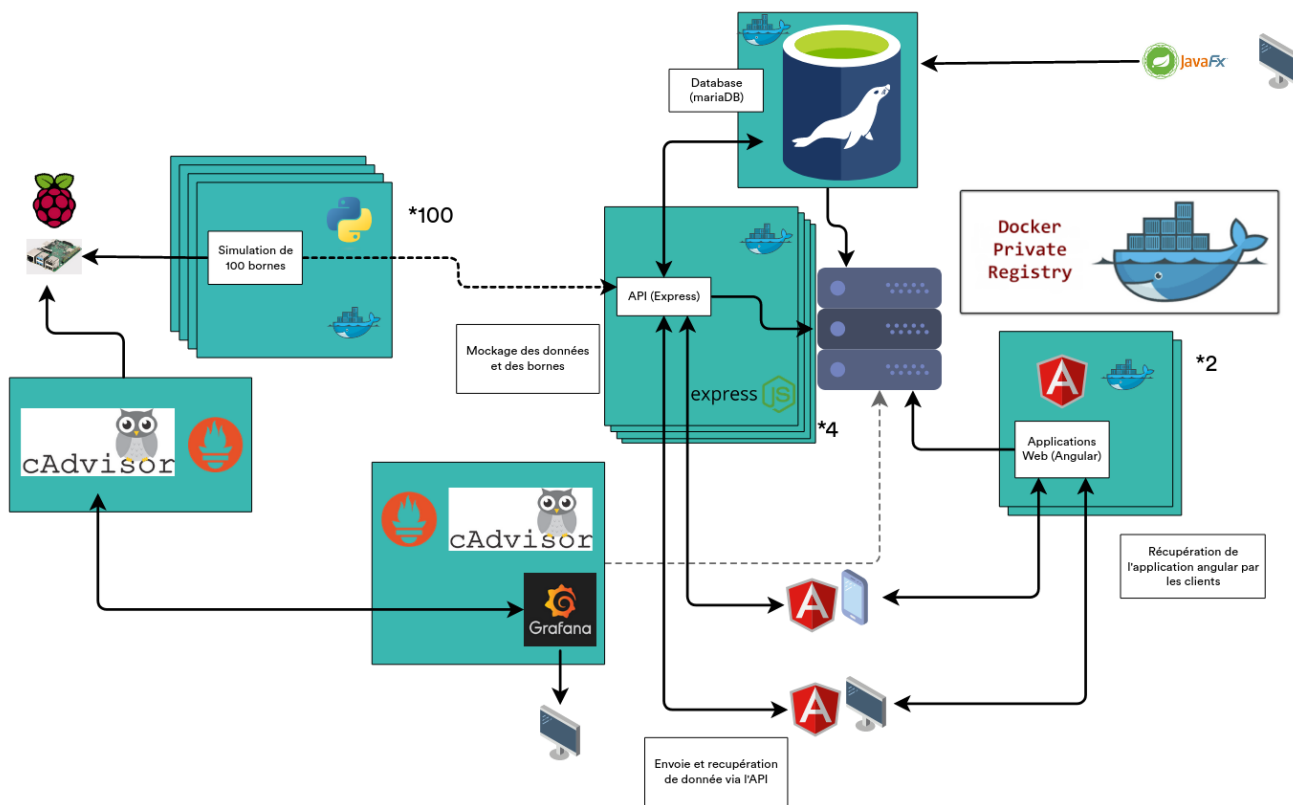 Database
(mariaDB)
JavaFx
*100
Simulation de
100 bornes
Docker
Private
Registry
API (Express)
Mockage des données
et des bornes
express
JS
*4
*2
Applications
Web (Angular)
cAdvisor
cAdvisor
Grafana
Récupération de
l'application angular par
les clients
Envoie et recupération
de donnée via l'API